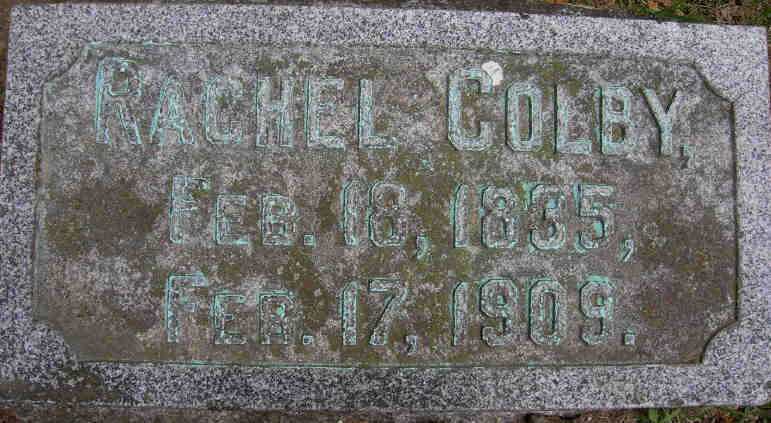 RACHEL COLBY,
FEB. 18, 1835,
FEB. 17, 1909.